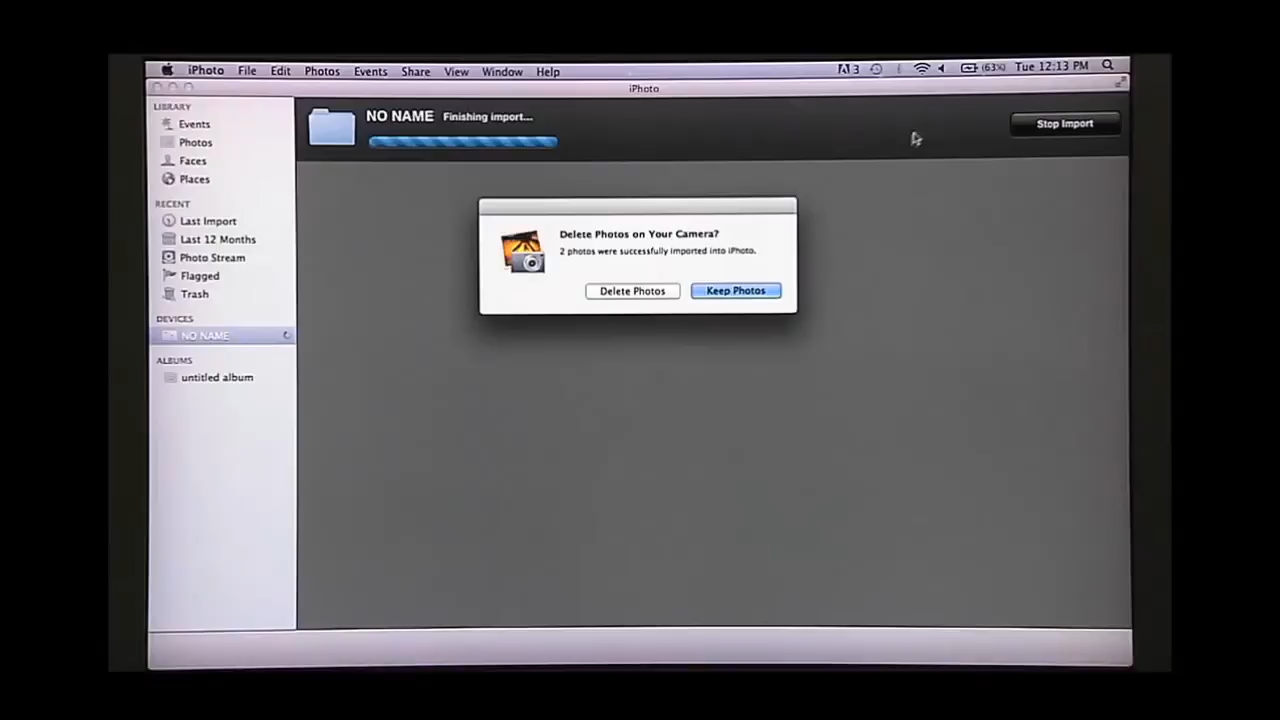 iPhoto File Edit Photos Events Share View Window Help
3 (63%) Tue 12:13 PM
iPhoto
LIBRARY
Events
Photos
Faces
Places
RECENT
Last Import
Last 12 Months
Photo Stream
Flagged
Trash
DEVICES
NO NAME
ALBUMS
untitled album
NO NAME Finishing import...
Stop Import
Delete Photos on Your Camera?
2 photos were successfully imported into iPhoto.
Delete Photos Keep Photos